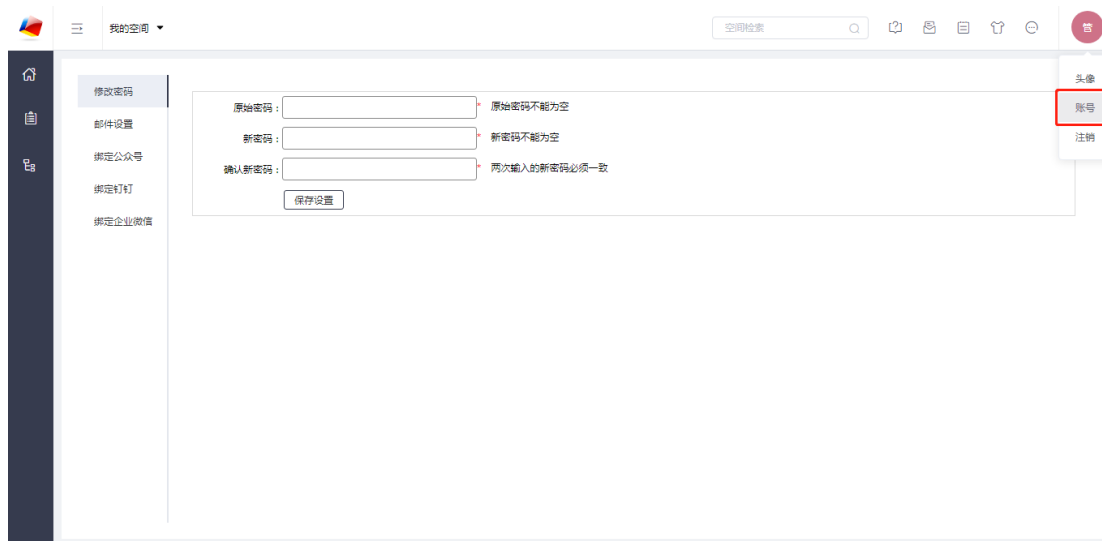 我的空间
空间检索
管
头像
账号
注销
修改密码
邮件设置
绑定公众号
绑定钉钉
绑定企业微信
原始密码： * 原始密码不能为空
新密码： * 新密码不能为空
确认新密码： * 两次输入的新密码必须一致
保存设置